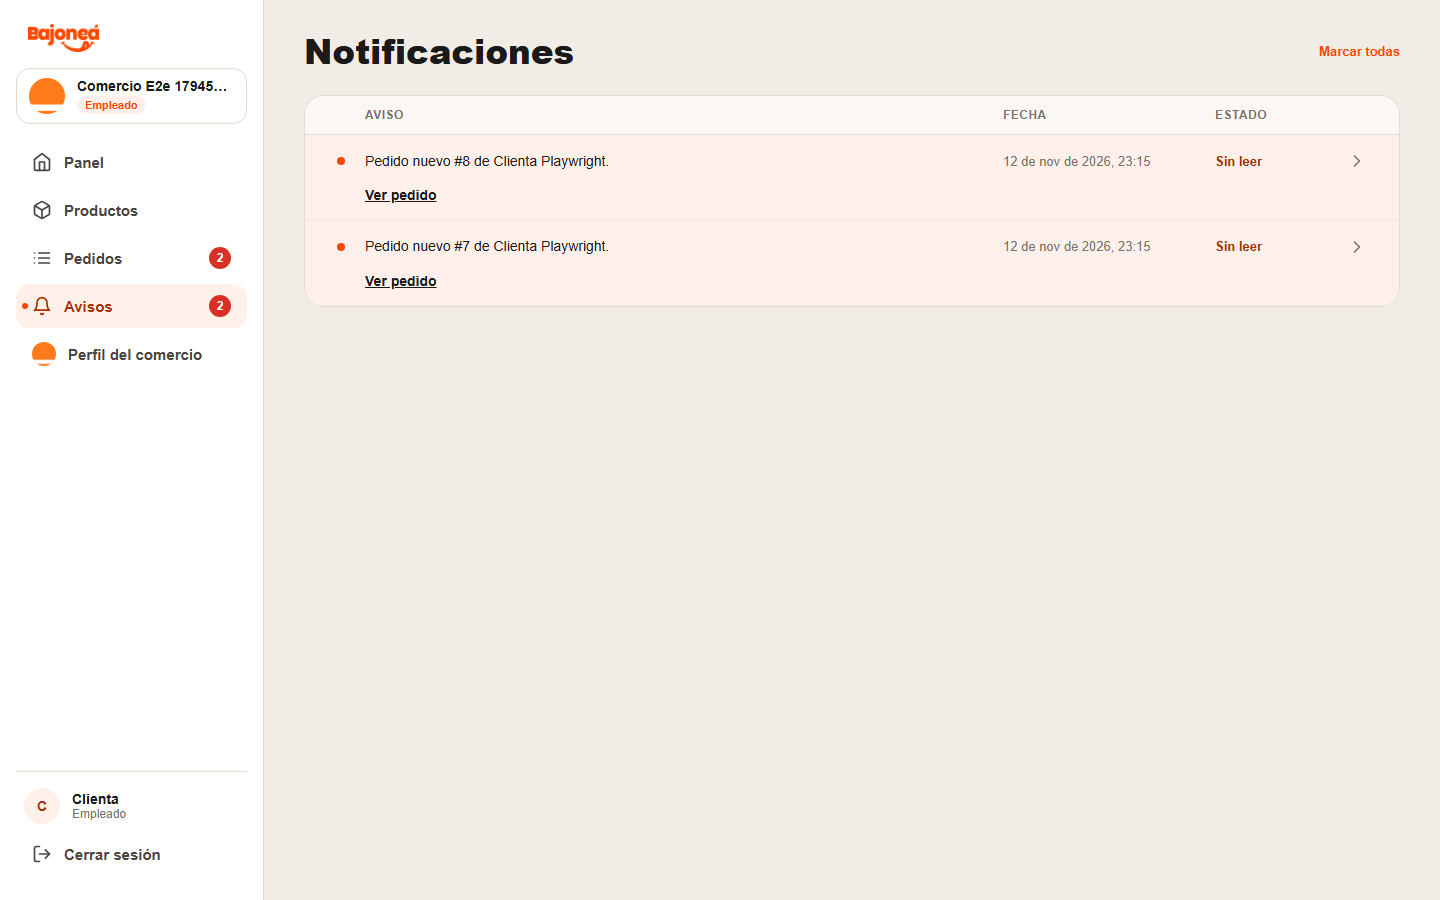 Bajoneá
Comercio E2e 17945...
Empleado
Panel
Productos
Pedidos 2
Avisos 2
Perfil del comercio
Clienta
C
Empleado
Cerrar sesión
Notificaciones
Marcar todas
AVISO FECHA ESTADO
Pedido nuevo #8 de Clienta Playwright. 12 de nov de 2026, 23:15 Sin leer
Ver pedido
Pedido nuevo #7 de Clienta Playwright. 12 de nov de 2026, 23:15 Sin leer
Ver pedido